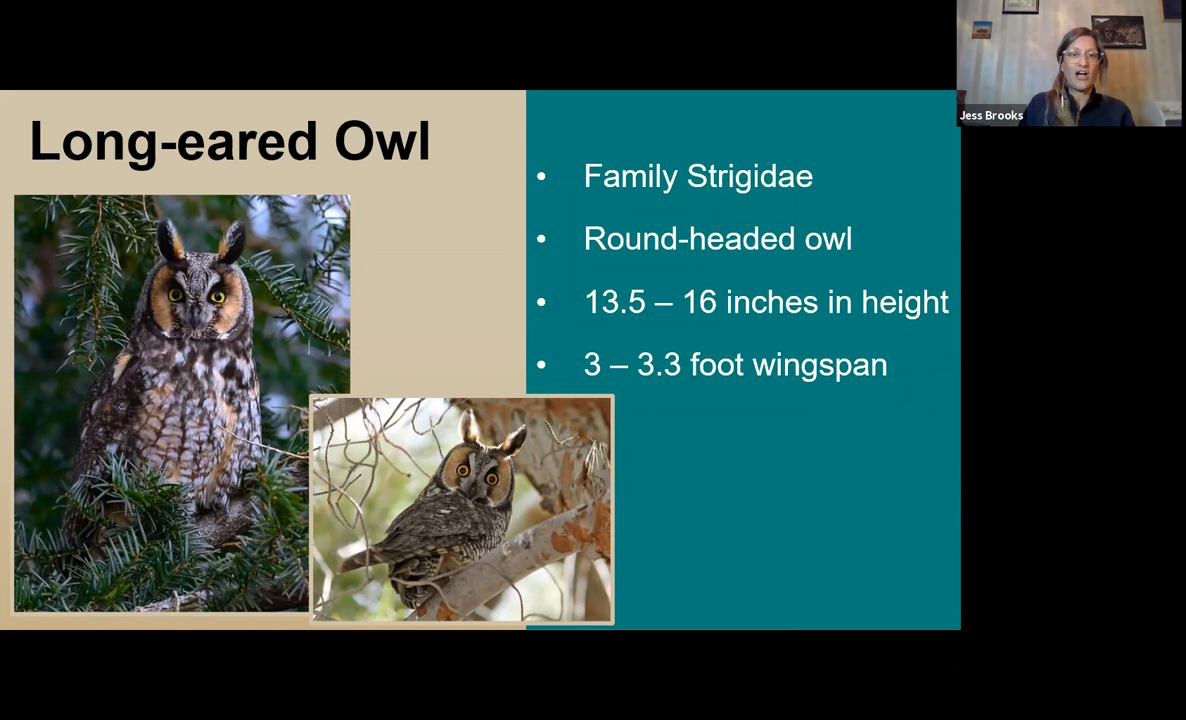 Long-eared Owl
• Family Strigidae
• Round-headed owl
• 13.5 – 16 inches in height
• 3 – 3.3 foot wingspan
Jess Brooks